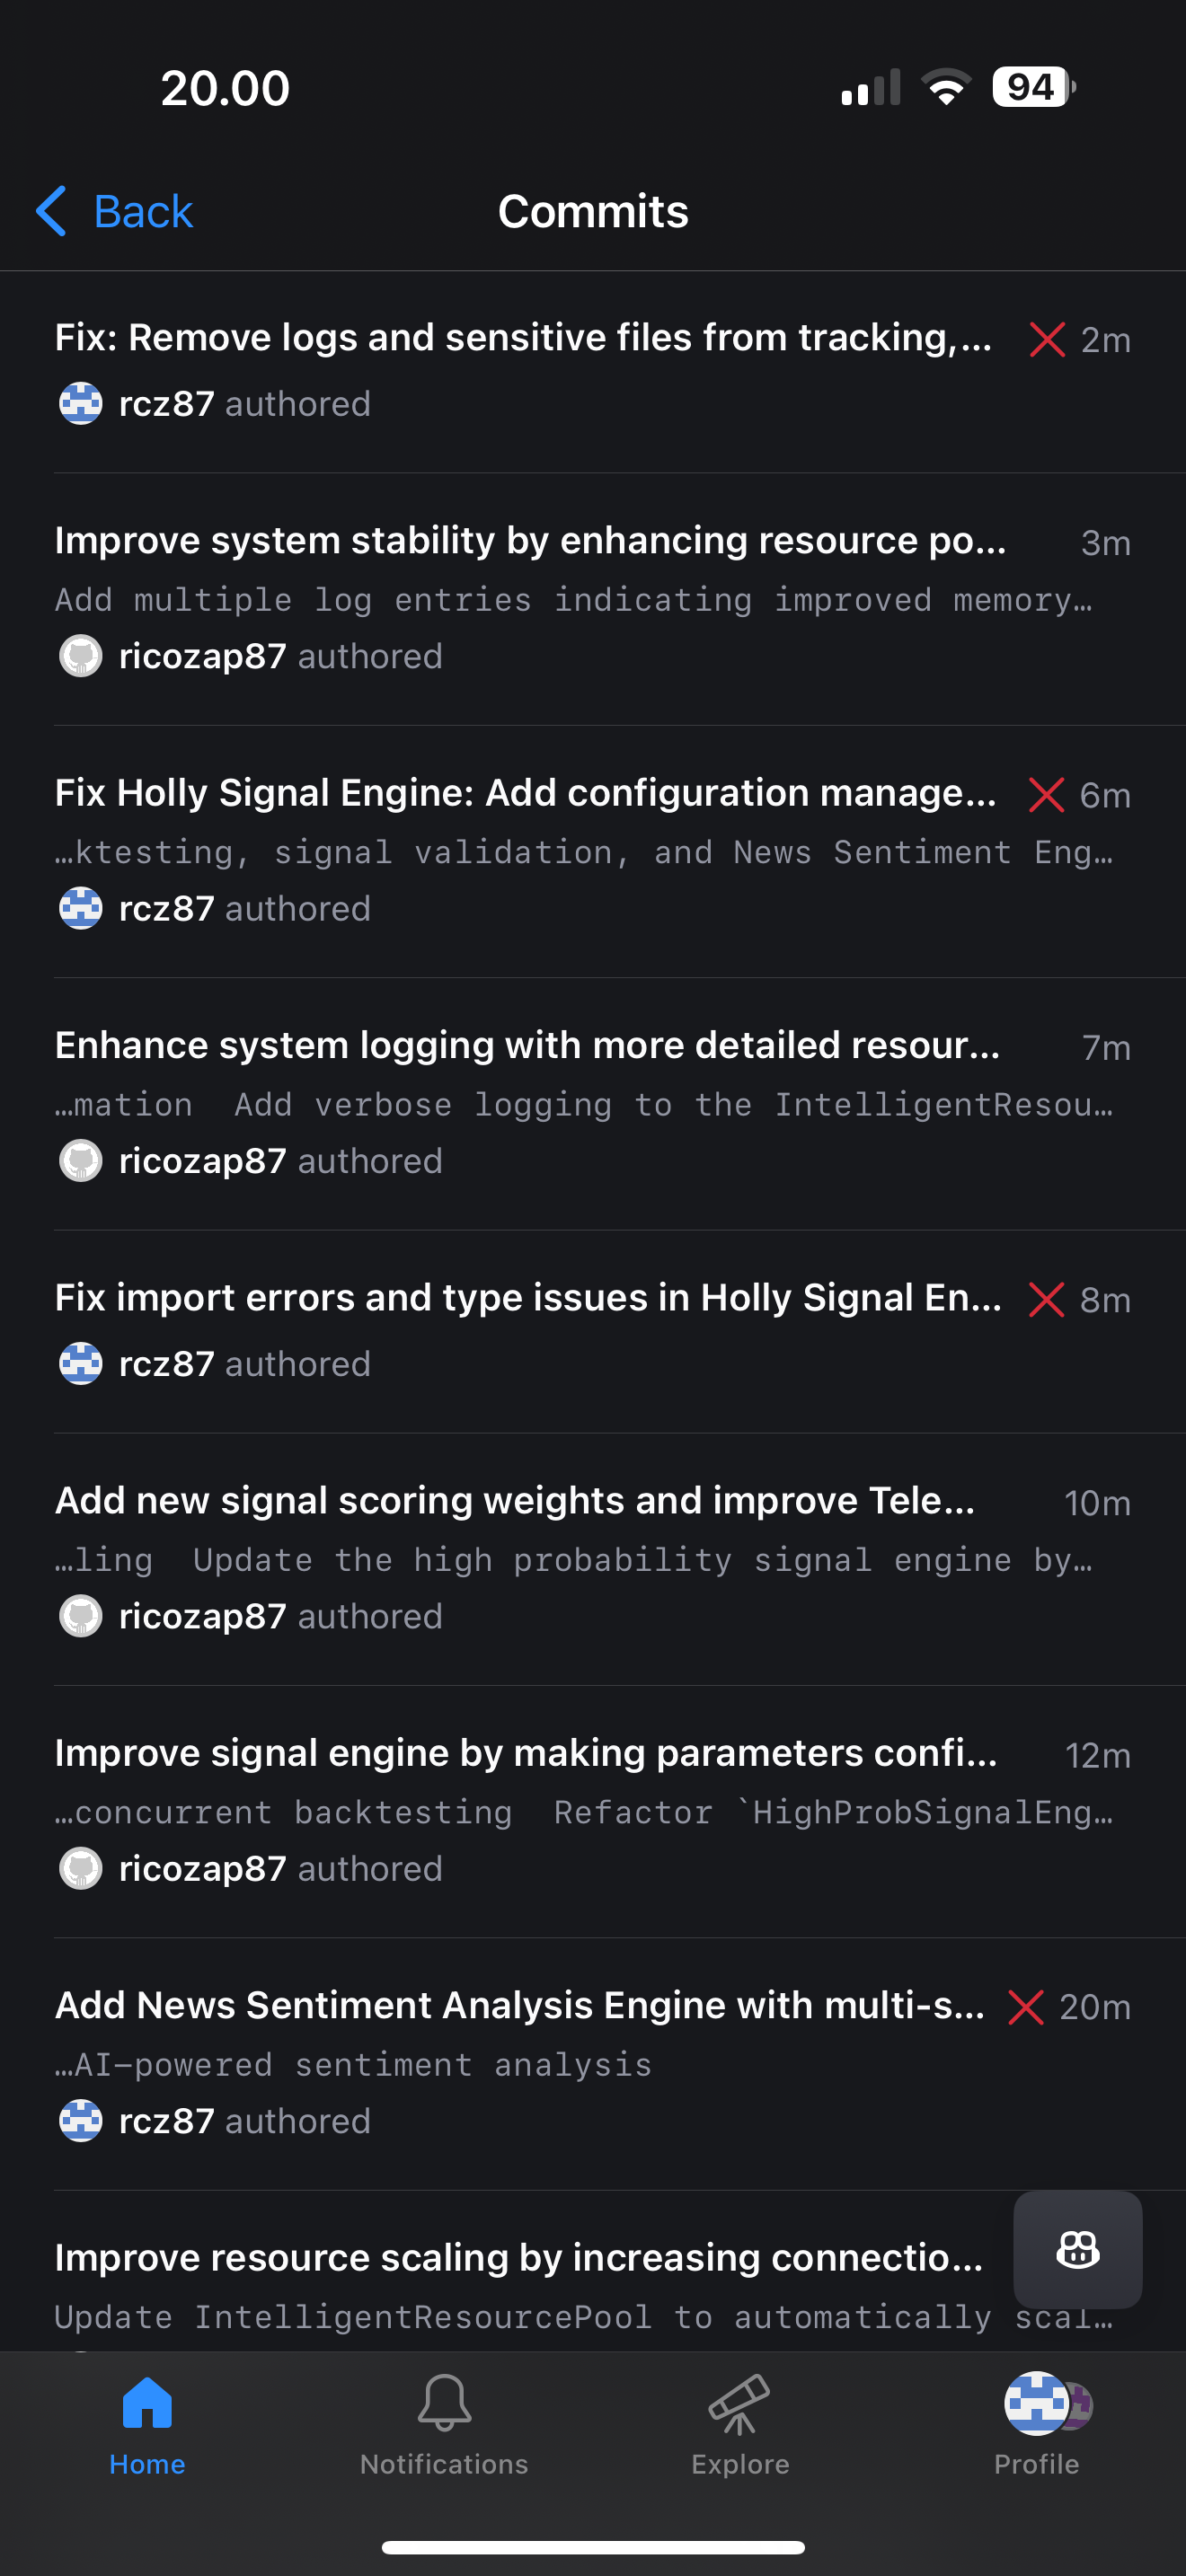 20.00
94
Back
Commits
Fix: Remove logs and sensitive files from tracking,...
2m
rcz87 authored
Improve system stability by enhancing resource po...
3m
Add multiple log entries indicating improved memory…
ricozap87 authored
Fix Holly Signal Engine: Add configuration manage...
6m
…ktesting, signal validation, and News Sentiment Eng…
rcz87 authored
Enhance system logging with more detailed resour...
7m
…mation  Add verbose logging to the IntelligentResou…
ricozap87 authored
Fix import errors and type issues in Holly Signal En...
8m
rcz87 authored
Add new signal scoring weights and improve Tele...
10m
…ling  Update the high probability signal engine by…
ricozap87 authored
Improve signal engine by making parameters confi...
12m
…concurrent backtesting  Refactor `HighProbSignalEng…
ricozap87 authored
Add News Sentiment Analysis Engine with multi-s...
20m
…AI-powered sentiment analysis
rcz87 authored
Improve resource scaling by increasing connectio...
Update IntelligentResourcePool to automatically scal…
Home
Notifications
Explore
Profile